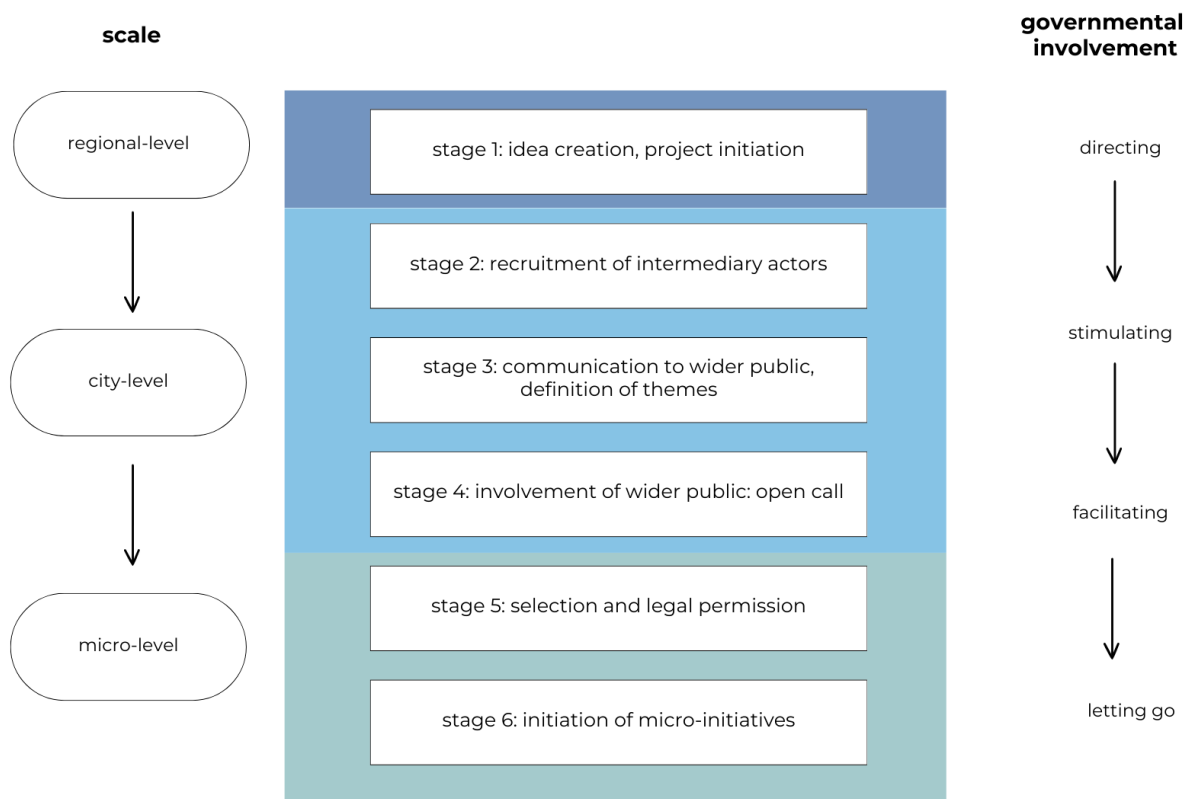 scale
governmental
involvement
regional-level
stage 1: idea creation, project initiation
directing
stage 2: recruitment of intermediary actors
stimulating
city-level
stage 3: communication to wider public,
definition of themes
stage 4: involvement of wider public: open call
facilitating
micro-level
stage 5: selection and legal permission
stage 6: initiation of micro-initiatives
letting go